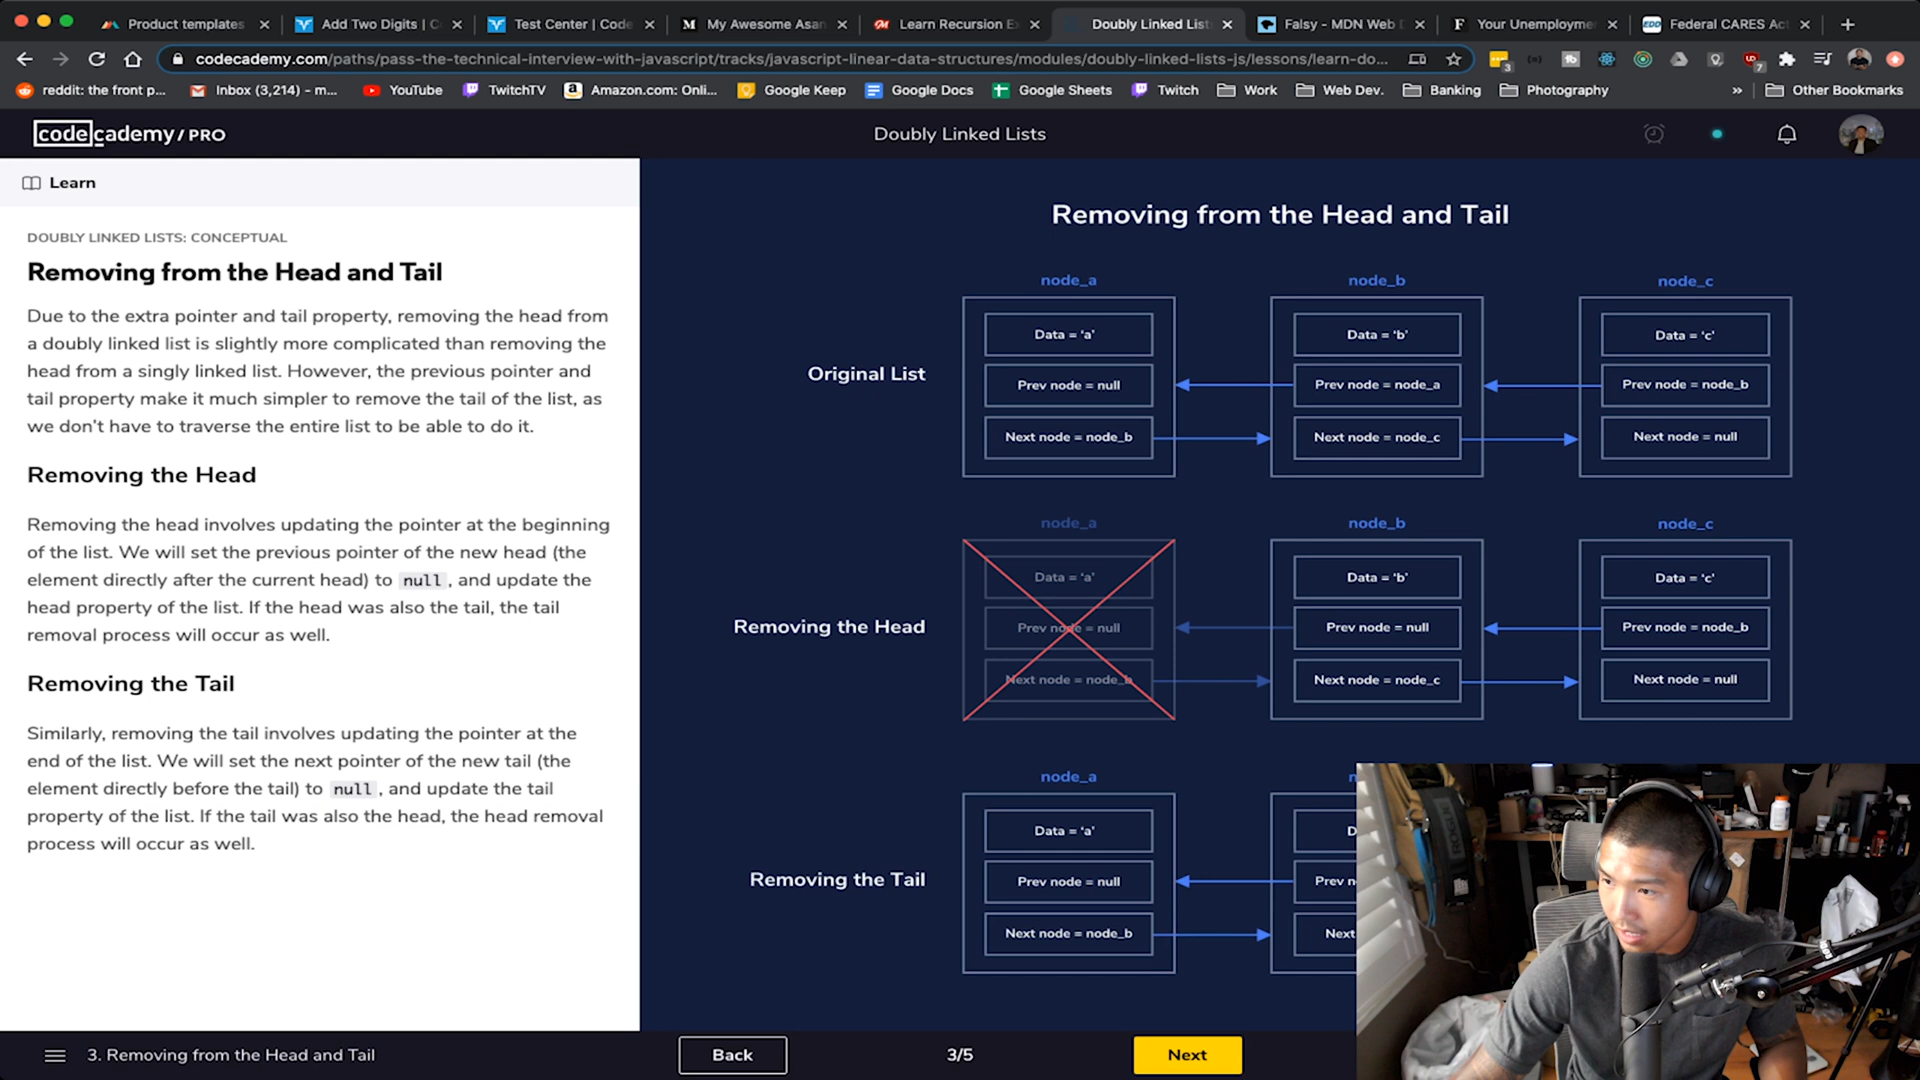 Product templates
Add Two Digits | C
Test Center | Code
My Awesome Asan
Learn Recursion E
Doubly Linked List
Falsy - MDN Web D
Your Unemployme
Federal CARES Act
codecademy.com/paths/pass-the-technical-interview-with-javascript/tracks/javascript-linear-data-structures/modules/doubly-linked-lists-js/lessons/learn-do...
reddit: the front p...
Inbox (3,214) - m...
YouTube
TwitchTV
Amazon.com: Onli...
Google Keep
Google Docs
Google Sheets
Twitch
Work
Web Dev.
Banking
Photography
»
Other Bookmarks
codecademy / PRO
Doubly Linked Lists
Learn
DOUBLY LINKED LISTS: CONCEPTUAL
Removing from the Head and Tail
Due to the extra pointer and tail property, removing the head from
a doubly linked list is slightly more complicated than removing the
head from a singly linked list. However, the previous pointer and
tail property make it much simpler to remove the tail of the list, as
we don't have to traverse the entire list to be able to do it.
Removing the Head
Removing the head involves updating the pointer at the beginning
of the list. We will set the previous pointer of the new head (the
element directly after the current head) to null, and update the
head property of the list. If the head was also the tail, the tail
removal process will occur as well.
Removing the Tail
Similarly, removing the tail involves updating the pointer at the
end of the list. We will set the next pointer of the new tail (the
element directly before the tail) to null, and update the tail
property of the list. If the tail was also the head, the head removal
process will occur as well.
Removing from the Head and Tail
node_a
node_b
node_c
Original List
Data = 'a'
Prev node = null
Next node = node_b
Data = 'b'
Prev node = node_a
Next node = node_c
Data = 'c'
Prev node = node_b
Next node = null
node_a
node_b
node_c
Removing the Head
Data = 'a'
Prev node = null
Next node = node_b
Data = 'b'
Prev node = null
Next node = node_c
Data = 'c'
Prev node = node_b
Next node = null
node_a
Removing the Tail
Data = 'a'
Prev node = null
Next node = node_b
D
Prev n
Next
3. Removing from the Head and Tail
Back
3/5
Next